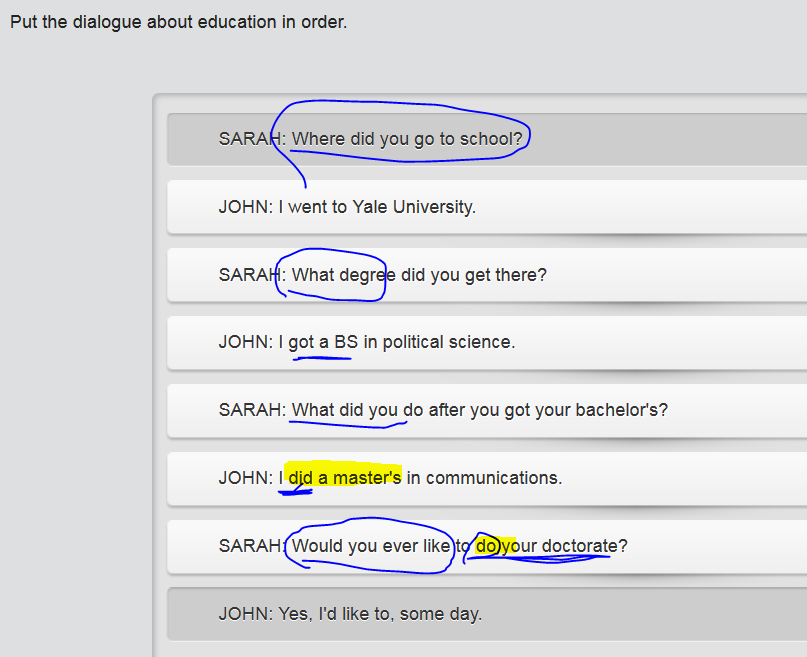 Put the dialogue about education in order.
SARAH: Where did you go to school?
JOHN: I went to Yale University.
SARAH: What degree did you get there?
JOHN: I got a BS in political science.
SARAH: What did you do after you got your bachelor's?
JOHN: I did a master's in communications.
SARAH: Would you ever like to do your doctorate?
JOHN: Yes, I'd like to, some day.